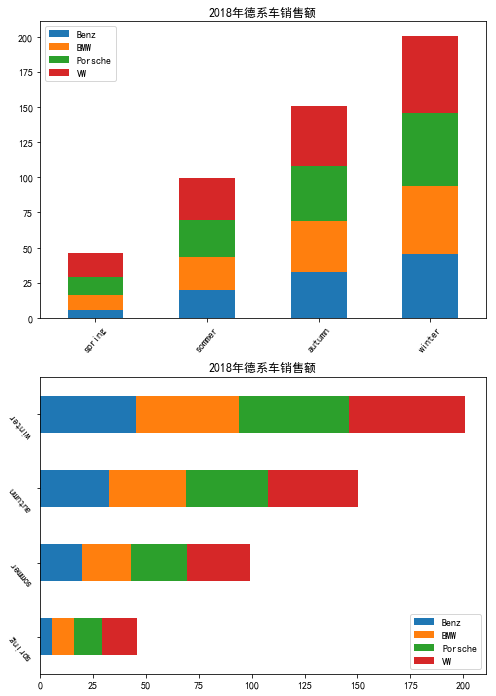 2018年德系车销售额
200
175
150
125
100
75
50
25
0
Benz
BMW
Porsche
VW
spring
sommer
autumn
winter
2018年德系车销售额
winter
autumn
sommer
spring
Benz
BMW
Porsche
VW
0
25
50
75
100
125
150
175
200